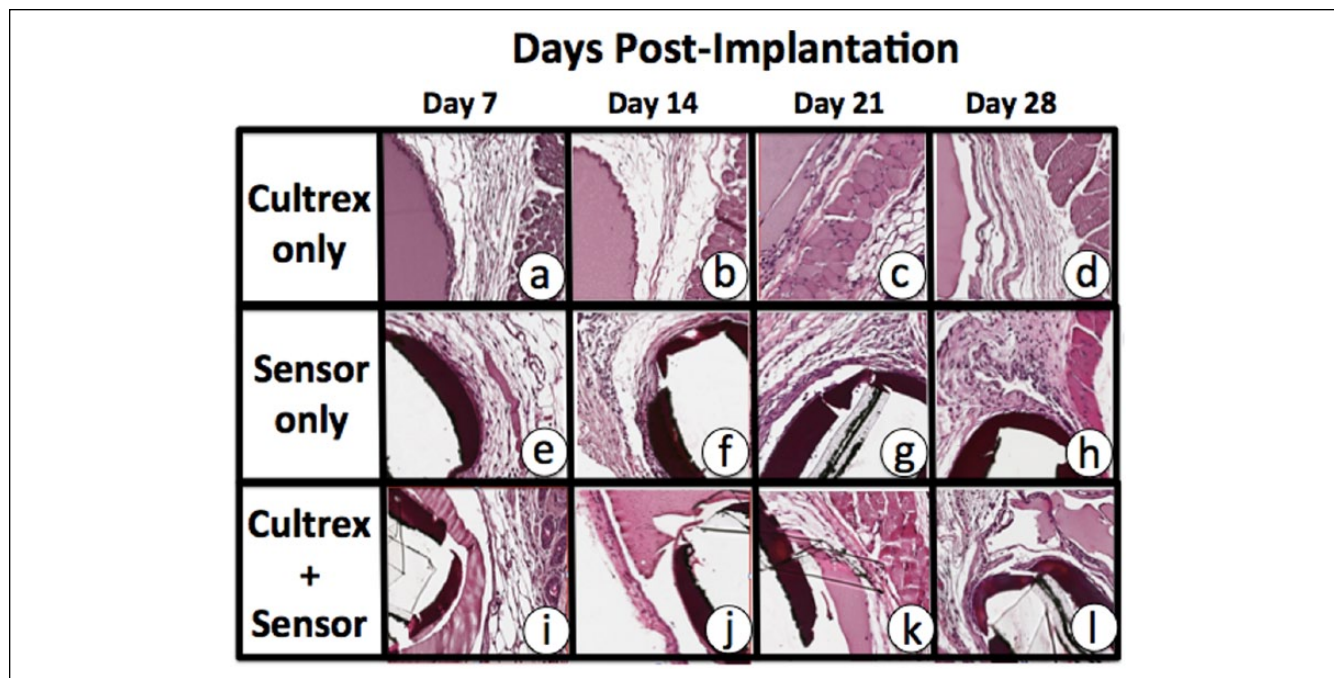 Days Post-Implantation
Day 7 Day 14 Day 21 Day 28
Cultrex
only
a b c d
Sensor
only
e f g h
Cultrex
+
Sensor
i j k l